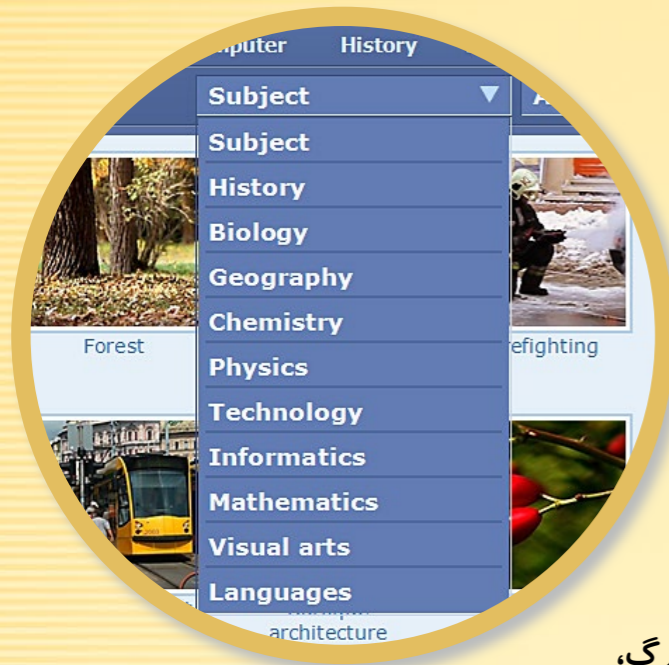 History
Subject
Subject
History
Biology
Geography
Chemistry
Physics
Technology
Informatics
Mathematics
Visual arts
Languages
Forest
architecture